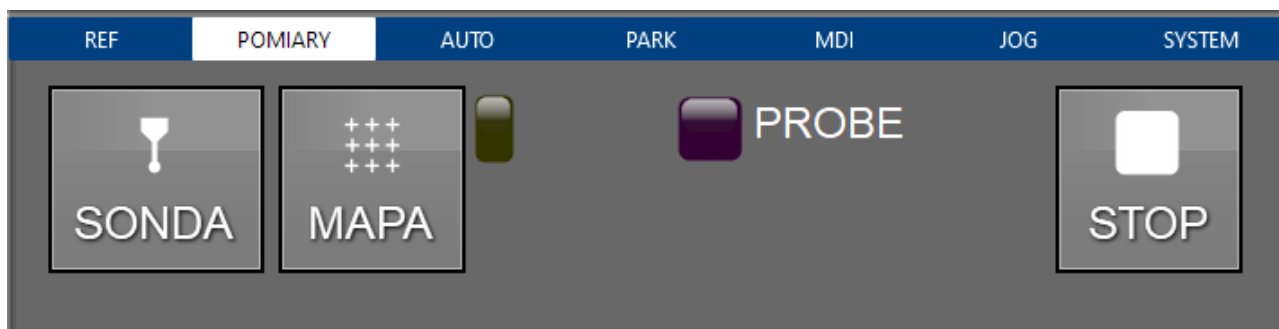 REF POMIARY AUTO PARK MDI JOG SYSTEM
PROBE
SONDA MAPA STOP